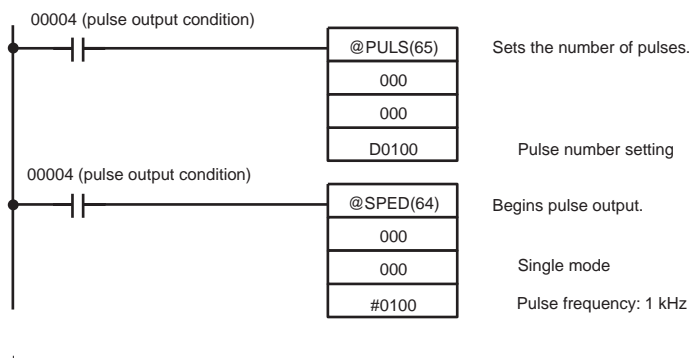 00004 (pulse output condition)
@PULS(65) Sets the number of pulses.
000
000
D0100 Pulse number setting
00004 (pulse output condition)
@SPED(64) Begins pulse output.
000
000 Single mode
#0100 Pulse frequency: 1 kHz